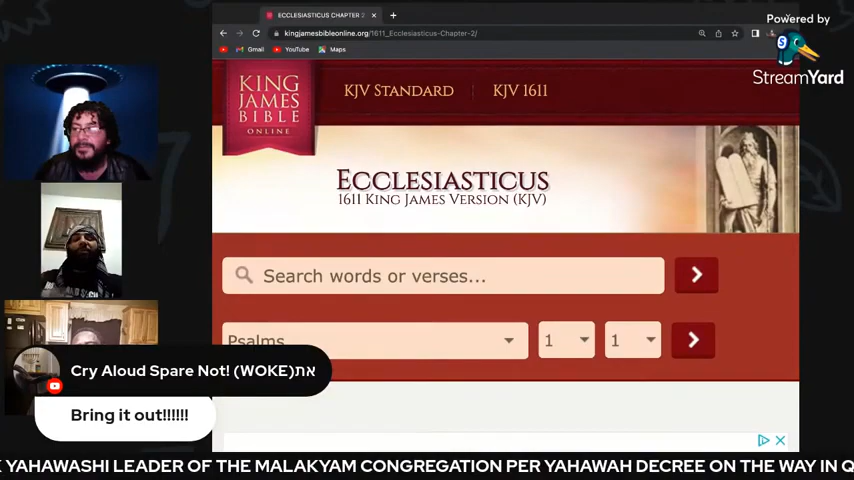 Powered by
StreamYard
ECCLESIASTICUS CHAPTER 2
kingjamesbibleonline.org/1611_Ecclesiasticus-Chapter-2/
Gmail
YouTube
Maps
KING
JAMES
BIBLE
ONLINE
KJV STANDARD
KJV 1611
ECCLESIASTICUS
1611 KING JAMES VERSION (KJV)
Search words or verses...
Psalms
1
1
Cry Aloud Spare Not! (WOKE)את
Bring it out!!!!!!
YAHAWASHI LEADER OF THE MALAKYAM CONGREGATION PER YAHAWAH DECREE ON THE WAY IN Q